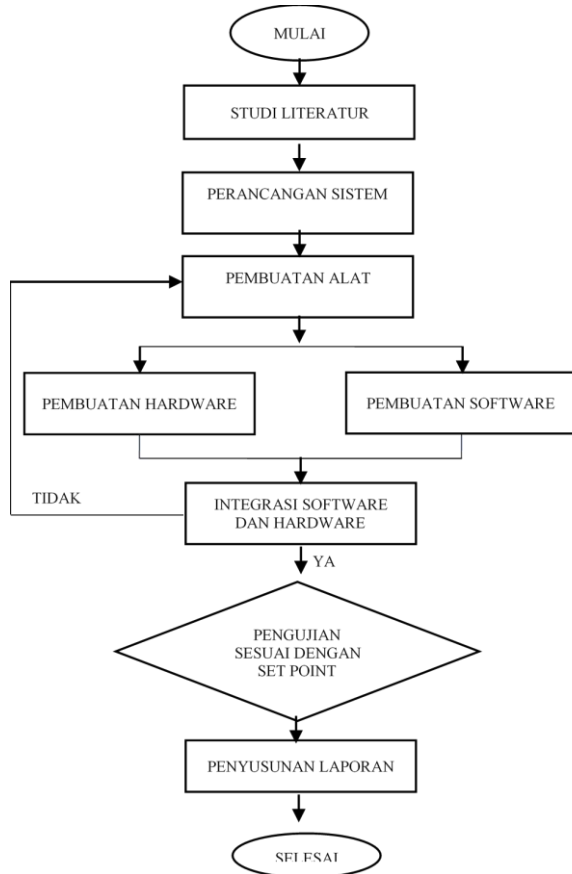 MULAI
STUDI LITERATUR
PERANCANGAN SISTEM
PEMBUATAN ALAT
PEMBUATAN HARDWARE
PEMBUATAN SOFTWARE
TIDAK
INTEGRASI SOFTWARE
DAN HARDWARE
YA
PENGUJIAN
SESUAI DENGAN
SET POINT
PENYUSUNAN LAPORAN
SELESAI